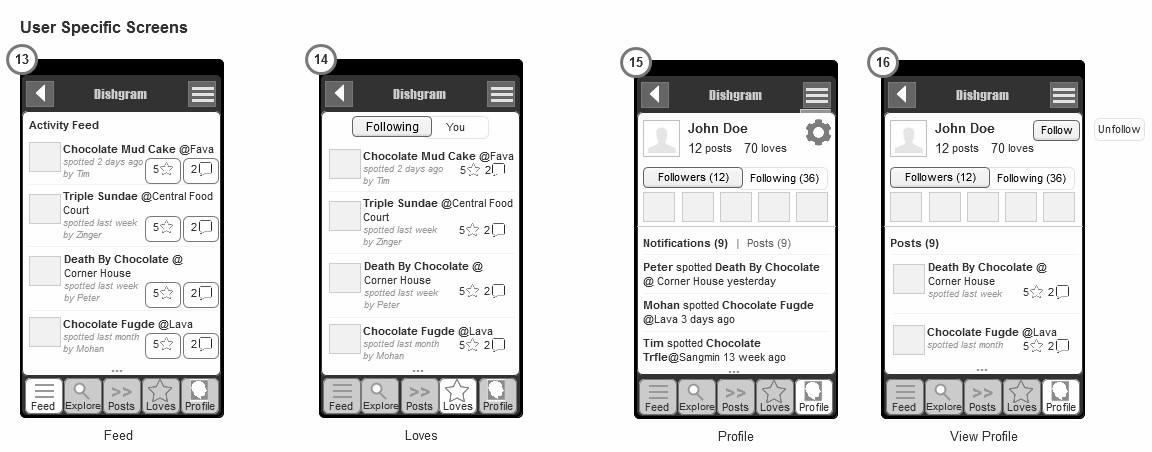 User Specific Screens
13
Dishgram
Activity Feed
Chocolate Mud Cake @Fava
spotted 2 days ago
by Tim
5 2
Triple Sundae @Central Food
Court
spotted last week
by Zinger
5 2
Death By Chocolate @
Corner House
spotted last week
by Peter
5 2
Chocolate Fugde @Lava
spotted last month
by Mohan
5 2
...
Feed Explore >> Posts Loves Profile
Feed
14
Dishgram
Following You
Chocolate Mud Cake @Fava
spotted 2 days ago
by Tim
5 2
Triple Sundae @Central Food
Court
spotted last week
by Zinger
5 2
Death By Chocolate @
Corner House
spotted last week
by Peter
5 2
Chocolate Fugde @Lava
spotted last month
by Mohan
5 2
...
Feed Explore >> Posts Loves Profile
Loves
15
Dishgram
John Doe
12 posts 70 loves
Followers (12) Following (36)
Notifications (9) | Posts (9)
Peter spotted Death By Chocolate
@ Corner House yesterday
Mohan spotted Chocolate Fugde
@Lava 3 days ago
Tim spotted Chocolate
Trfle@Sangmin 13 week ago
...
Feed Explore >> Posts Loves Profile
Profile
16
Dishgram
John Doe Follow Unfollow
12 posts 70 loves
Followers (12) Following (36)
Posts (9)
Death By Chocolate @
Corner House
spotted last week
5 2
Chocolate Fugde @Lava
spotted last month
5 2
...
Feed Explore >> Posts Loves Profile
View Profile